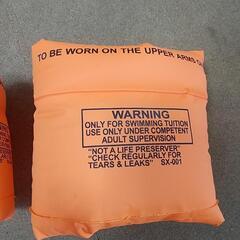 TO BE WORN ON THE UPPER ARMS
WARNING
ONLY FOR SWIMMING TUITION
USE ONLY UNDER COMPETENT
ADULT SUPERVISION
"NOT A LIFE PRESERVER"
"CHECK REGULARLY FOR
TEARS & LEAKS" SX-001